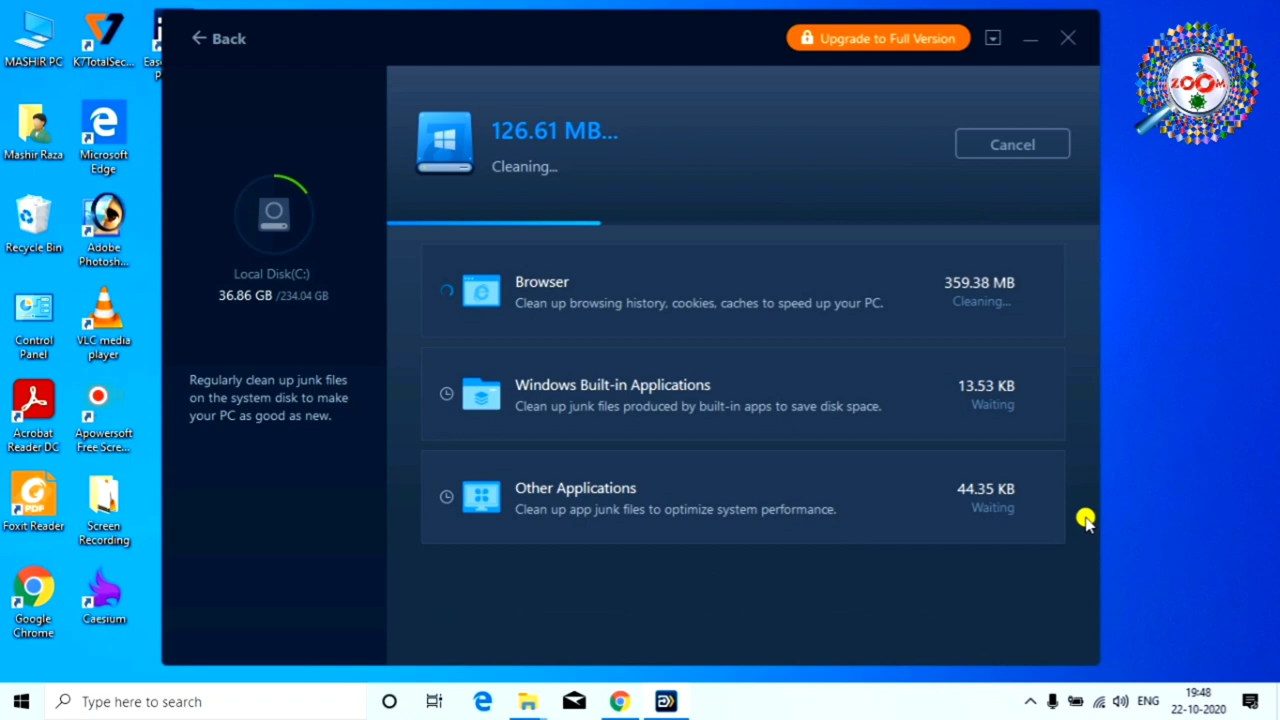 MASHIR PC
K7TotalSec...
Mashir Raza
Microsoft
Edge
Recycle Bin
Adobe
Photosh...
Control
Panel
VLC media
player
Acrobat
Reader DC
Apowersoft
Free Scre...
Foxit Reader
Screen
Recording
Google
Chrome
Caesium
Back
Upgrade to Full Version
Local Disk(C:)
36.86 GB /234.04 GB
Regularly clean up junk files
on the system disk to make
your PC as good as new.
126.61 MB...
Cleaning...
Cancel
Browser
Clean up browsing history, cookies, caches to speed up your PC.
359.38 MB
Cleaning...
Windows Built-in Applications
Clean up junk files produced by built-in apps to save disk space.
13.53 KB
Waiting
Other Applications
Clean up app junk files to optimize system performance.
44.35 KB
Waiting
ZOOM
Type here to search
ENG
19:48
22-10-2020